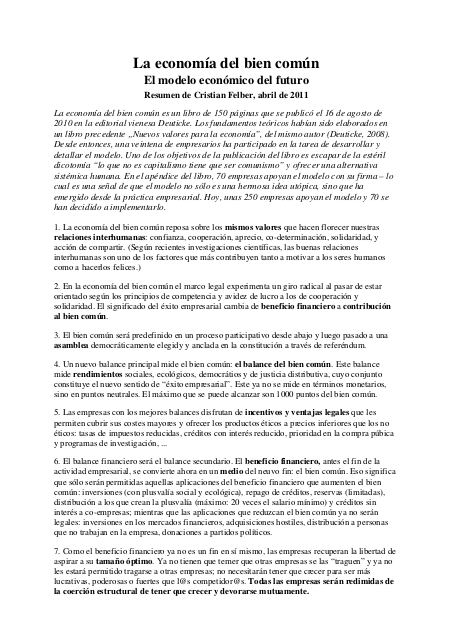 La economía del bien común
El modelo económico del futuro
Resumen de Cristian Felber, abril de 2011
La economía del bien común es un libro de 150 páginas que se publicó el 16 de agosto de
2010 en la editorial vienesa Deuticke. Los fundamentos teóricos habían sido elaborados en
un libro precedente „Nuevos valores para la economía”, del mismo autor (Deuticke, 2008).
Desde entonces, una veintena de empresarios ha participado en la tarea de desarrollar y
detallar el modelo. Uno de los objetivos de la publicación del libro es escapar de la estéril
dicotomía “lo que no es capitalismo tiene que ser comunismo” y ofrecer una alternativa
sistémica humana. En el apéndice del libro, 70 empresas apoyan el modelo con su firma – lo
cual es una señal de que el modelo no sólo es una hermosa idea utópica, sino que ha
emergido desde la práctica empresarial. Hoy, unas 250 empresas apoyan el modelo y 70 se
han decidido a implementarlo.
1. La economía del bien común reposa sobre los mismos valores que hacen florecer nuestras
relaciones interhumanas: confianza, cooperación, aprecio, co-determinación, solidaridad, y
acción de compartir. (Según recientes investigaciones científicas, las buenas relaciones
interhumanas son uno de los factores que más contribuyen tanto a motivar a los seres humanos
como a hacerlos felices.)
2. En la economía del bien común el marco legal experimenta un giro radical al pasar de estar
orientado según los principios de competencia y avidez de lucro a los de cooperación y
solidaridad. El significado del éxito empresarial cambia de beneficio financiero a contribución
al bien común.
3. El bien común será predefinido en un proceso participativo desde abajo y luego pasado a una
asamblea democráticamente elegidy y anclada en la constitución a través de referéndum.
4. Un nuevo balance principal mide el bien común: el balance del bien común. Este balance
mide rendimientos sociales, ecológicos, democráticos y de justicia distributiva, cuyo conjunto
constituye el nuevo sentido de “éxito empresarial”. Este ya no se mide en términos monetarios,
sino en puntos neutrales. El máximo que se puede alcanzar son 1000 puntos del bien común.
5. Las empresas con los mejores balances disfrutan de incentivos y ventajas legales que les
permiten cubrir sus costes mayores y ofrecer los productos éticos a precios inferiores que los no
éticos: tasas de impuestos reducidas, créditos con interés reducido, prioridad en la compra púbica
y programas de investigación, ...
6. El balance financiero será el balance secundario. El beneficio financiero, antes el fin de la
actividad empresarial, se convierte ahora en un medio del neuvo fin: el bien común. Eso significa
que sólo serán permitidas aquellas aplicaciones del beneficio financiero que aumenten el bien
común: inversiones (con plusvalía social y ecológica), repago de créditos, reservas (limitadas),
distribución a los que crean la plusvalía (máximo: 20 veces el salario mínimo) y créditos sin
interés a co-empresas; mientras que las aplicaciones que reduzcan el bien común ya no serán
legales: inversiones en los mercados financieros, adquisiciones hostiles, distribución a personas
que no trabajan en la empresa, donaciones a partidos políticos.
7. Como el beneficio financiero ya no es un fin en sí mismo, las empresas recuperan la libertad de
aspirar a su tamaño óptimo. Ya no tienen que temer que otras empresas se las “traguen” y ya no
les estará permitido tragarse a otras empresas; no necesitarán tener que crecer para ser más
lucrativas, poderosas o fuertes que l@s competidor@s. Todas las empresas serán redimidas de
la coerción estructural de tener que crecer y devorarse mutuamente.